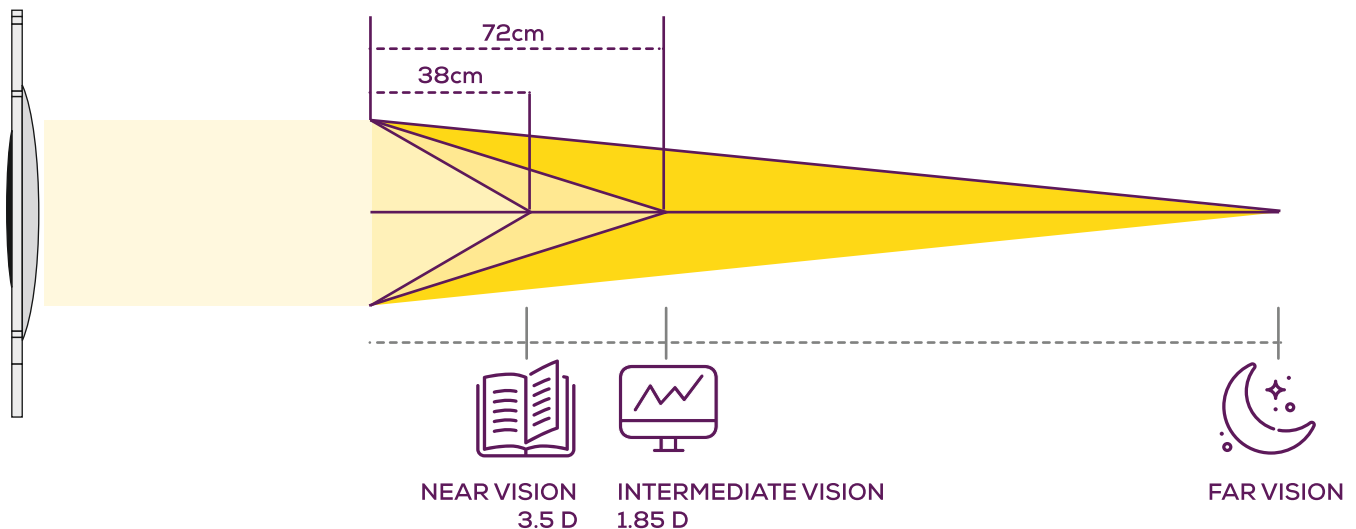 72cm
38cm
NEAR VISION
3.5 D
INTERMEDIATE VISION
1.85 D
FAR VISION